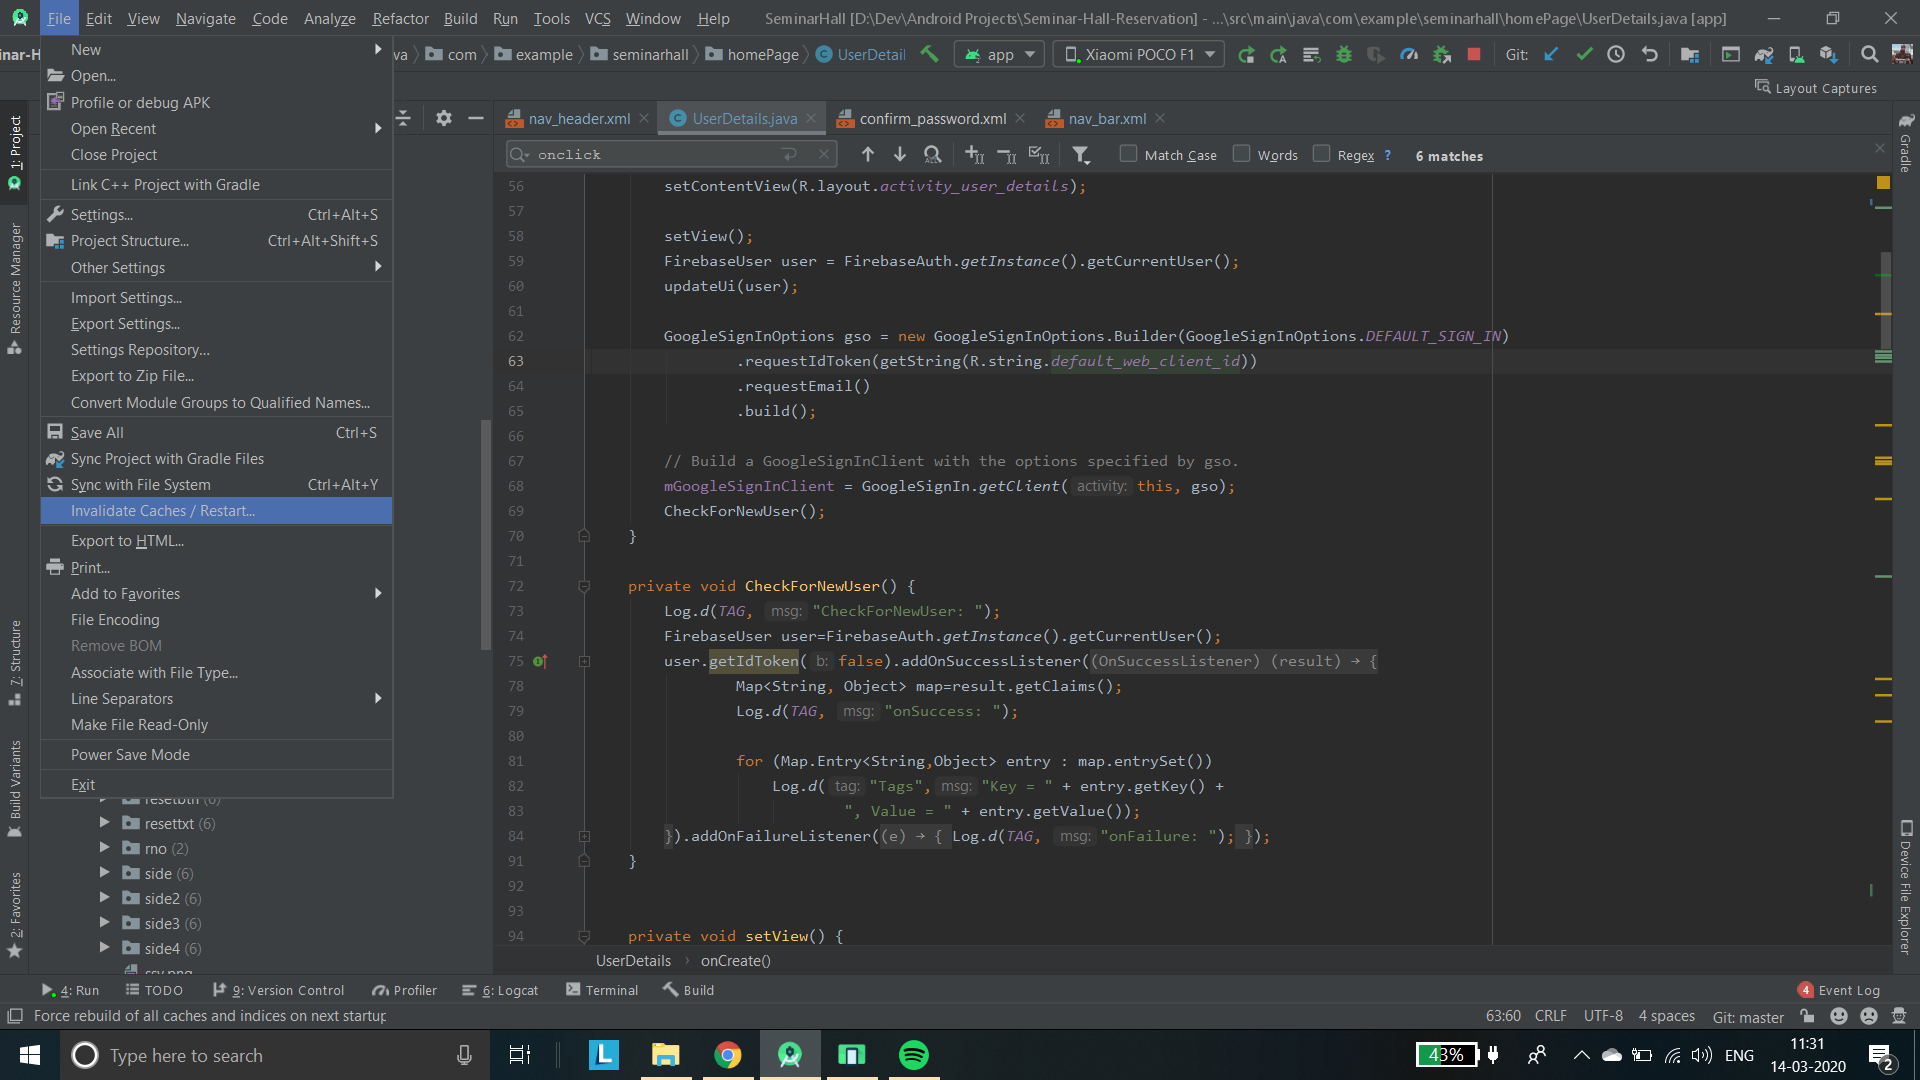 File Edit View Navigate Code Analyze Refactor Build Run Tools VCS Window Help SeminarHall [D:\Dev\Android Projects\Seminar-Hall-Reservation] - ...\src\main\java\com\example\seminarhall\homePage\UserDetails.java [app]
inar-H
va com example seminarhall homePage UserDetail app Xiaomi POCO F1 Git:
Layout Captures
New
Open...
Profile or debug APK
Open Recent
Close Project
Link C++ Project with Gradle
Settings... Ctrl+Alt+S
Project Structure... Ctrl+Alt+Shift+S
Other Settings
Import Settings...
Export Settings...
Settings Repository...
Export to Zip File...
Convert Module Groups to Qualified Names...
Save All Ctrl+S
Sync Project with Gradle Files
Sync with File System Ctrl+Alt+Y
Invalidate Caches / Restart...
Export to HTML...
Print...
Add to Favorites
File Encoding
Remove BOM
Associate with File Type...
Line Separators
Make File Read-Only
Power Save Mode
Exit
1: Project
Resource Manager
7: Structure
Build Variants
2: Favorites
resetbtn (6)
resettxt (6)
rno (2)
side (6)
side2 (6)
side3 (6)
side4 (6)
ssv.png
nav_header.xml UserDetails.java confirm_password.xml nav_bar.xml
onclick Match Case Words Regex ? 6 matches
56 setContentView(R.layout.activity_user_details);
57
58 setView();
59 FirebaseUser user = FirebaseAuth.getInstance().getCurrentUser();
60 updateUi(user);
61
62 GoogleSignInOptions gso = new GoogleSignInOptions.Builder(GoogleSignInOptions.DEFAULT_SIGN_IN)
63 .requestIdToken(getString(R.string.default_web_client_id))
64 .requestEmail()
65 .build();
66
67 // Build a GoogleSignInClient with the options specified by gso.
68 mGoogleSignInClient = GoogleSignIn.getClient( activity: this, gso);
69 CheckForNewUser();
70 }
71
72 private void CheckForNewUser() {
73 Log.d(TAG, msg: "CheckForNewUser: ");
74 FirebaseUser user=FirebaseAuth.getInstance().getCurrentUser();
75 user.getIdToken( b: false).addOnSuccessListener((OnSuccessListener) (result) → {
78 Map<String, Object> map=result.getClaims();
79 Log.d(TAG, msg: "onSuccess: ");
80
81 for (Map.Entry<String,Object> entry : map.entrySet())
82 Log.d( tag: "Tags", msg: "Key = " + entry.getKey() +
83 ", Value = " + entry.getValue());
84 }).addOnFailureListener((e) → { Log.d(TAG, msg: "onFailure: "); });
91 }
92
93
94 private void setView() {
UserDetails › onCreate()
Gradle
Device File Explorer
4: Run TODO 9: Version Control Profiler 6: Logcat Terminal Build 4 Event Log
Force rebuild of all caches and indices on next startup 63:60 CRLF UTF-8 4 spaces Git: master
Type here to search L 43% ENG 11:31
14-03-2020 2